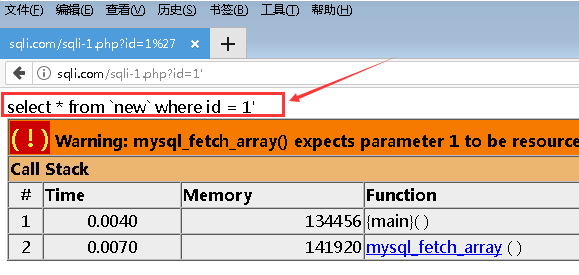 文件(F) 编辑(E) 查看(V) 历史(S) 书签(B) 工具(T) 帮助(H)
sqli.com/sqli-1.php?id=1%27 × +
sqli.com/sqli-1.php?id=1'
select * from `new` where id = 1'
(!) Warning: mysql_fetch_array() expects parameter 1 to be resource
Call Stack
# Time Memory Function
1 0.0040 134456 {main}( )
2 0.0070 141920 mysql_fetch_array ( )